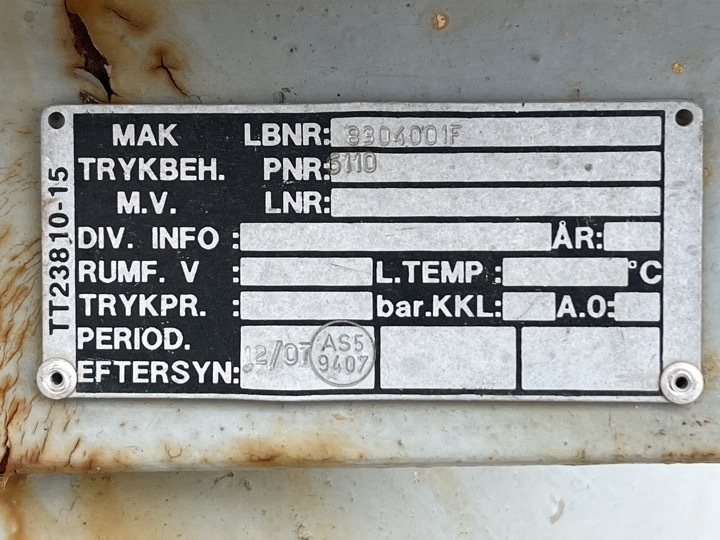 TT23810-15
MAK LBNR: 8304001F
TRYKBEH. PNR: 5110
M.V. LNR:
DIV. INFO : ÅR:
RUMF. V : L.TEMP : °C
TRYKPR. : bar.KKL: A.O:
PERIOD.
EFTERSYN: 12/07 AS5 9407